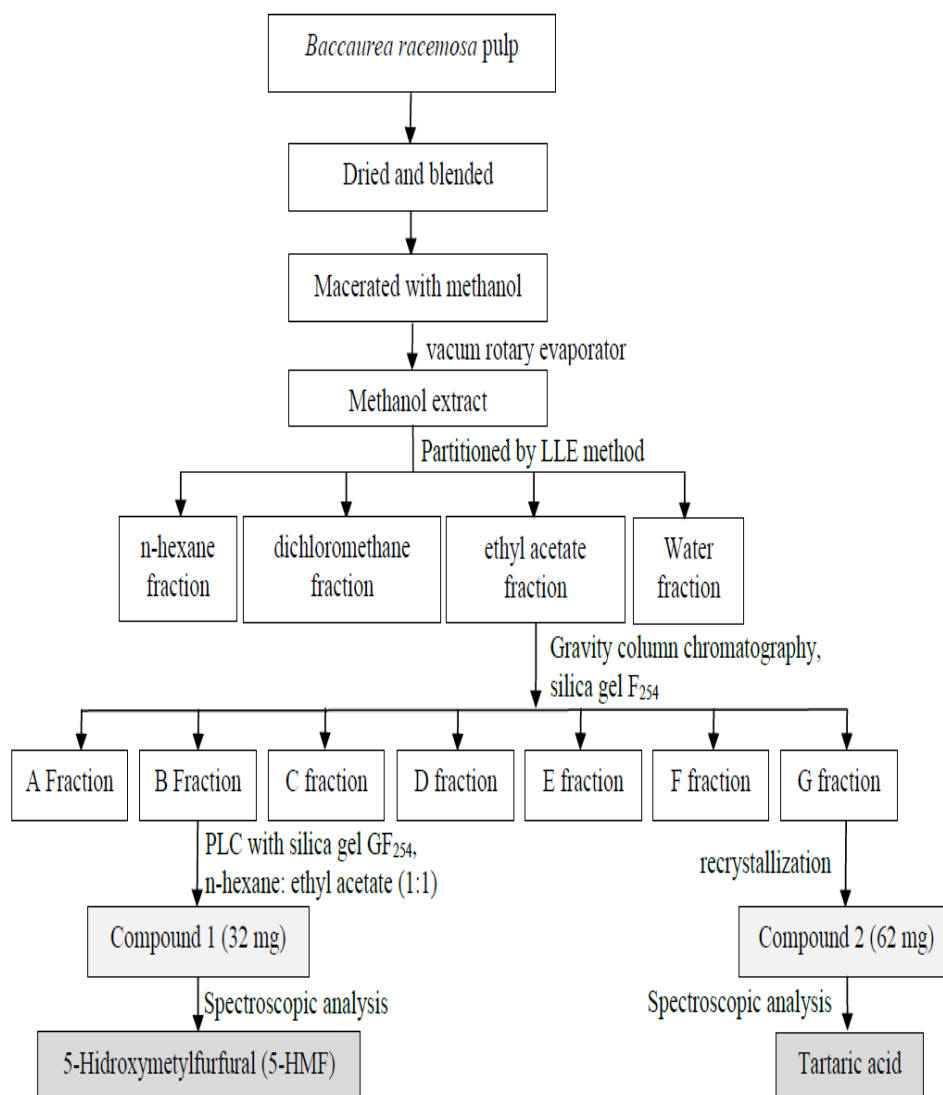 Baccaurea racemosa pulp
Dried and blended
Macerated with methanol
vacum rotary evaporator
Methanol extract
Partitioned by LLE method
n-hexane
fraction
dichloromethane
fraction
ethyl acetate
fraction
Water
fraction
Gravity column chromatography,
silica gel F₂₅₄
A Fraction
B Fraction
C fraction
D fraction
E fraction
F fraction
G fraction
PLC with silica gel GF₂₅₄,
n-hexane: ethyl acetate (1:1)
recrystallization
Compound 1 (32 mg)
Compound 2 (62 mg)
Spectroscopic analysis
Spectroscopic analysis
5-Hidroxymetylfurfural (5-HMF)
Tartaric acid